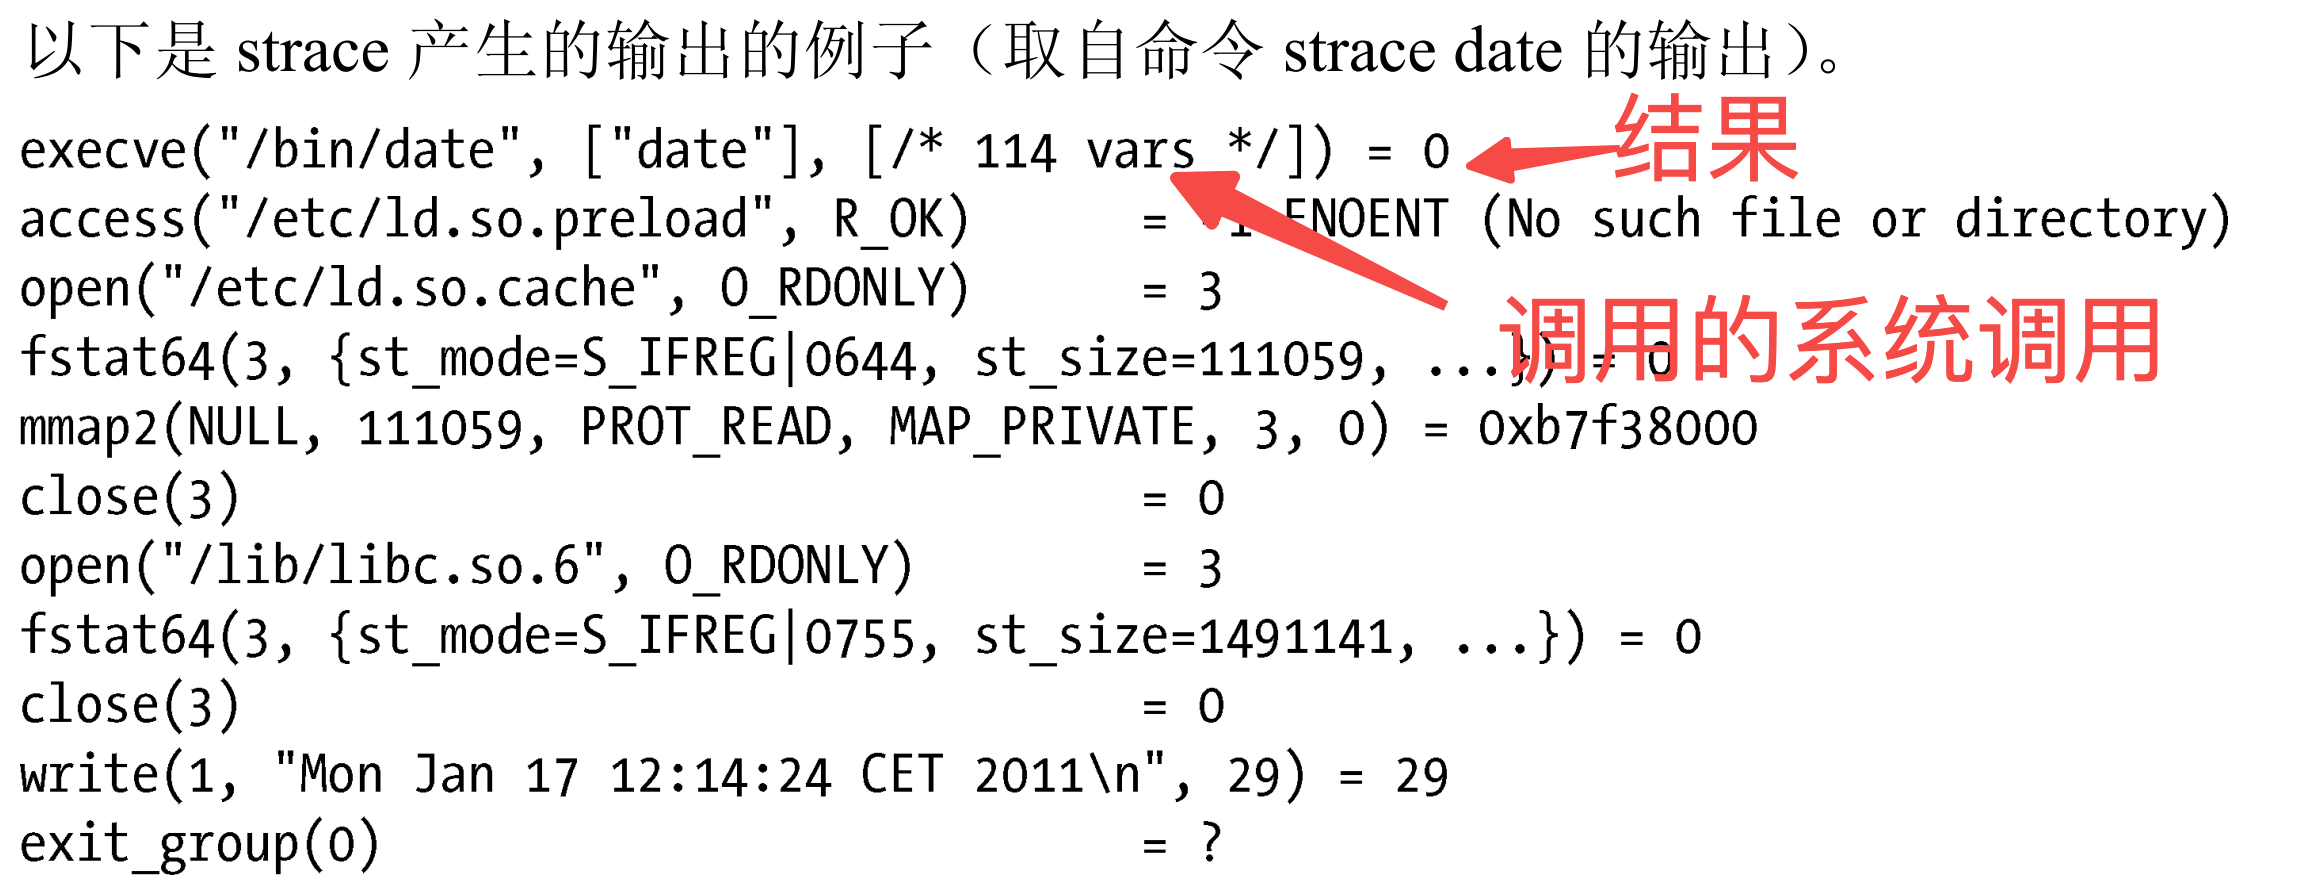 以下是 strace 产生的输出的例子（取自命令 strace date 的输出）。
execve("/bin/date", ["date"], [/* 114 vars */]) = 0
结果
access("/etc/ld.so.preload", R_OK) = -1 ENOENT (No such file or directory)
open("/etc/ld.so.cache", O_RDONLY) = 3
调用的系统调用
fstat64(3, {st_mode=S_IFREG|0644, st_size=111059, ...}) = 0
mmap2(NULL, 111059, PROT_READ, MAP_PRIVATE, 3, 0) = 0xb7f38000
close(3) = 0
open("/lib/libc.so.6", O_RDONLY) = 3
fstat64(3, {st_mode=S_IFREG|0755, st_size=1491141, ...}) = 0
close(3) = 0
write(1, "Mon Jan 17 12:14:24 CET 2011\n", 29) = 29
exit_group(0) = ?